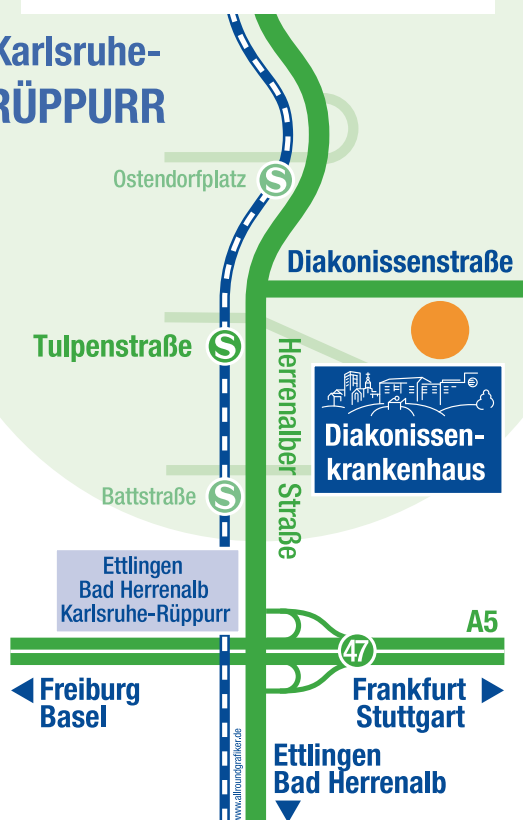 Karlsruhe-
RÜPPURR
Ostendorfplatz
S
Diakonissenstraße
Tulpenstraße
S
Herrenalber Straße
Diakonissen-
krankenhaus
Battstraße
S
Ettlingen
Bad Herrenalb
Karlsruhe-Rüppurr
A5
47
Freiburg
Basel
Frankfurt
Stuttgart
www.allroundgrafiker.de
Ettlingen
Bad Herrenalb